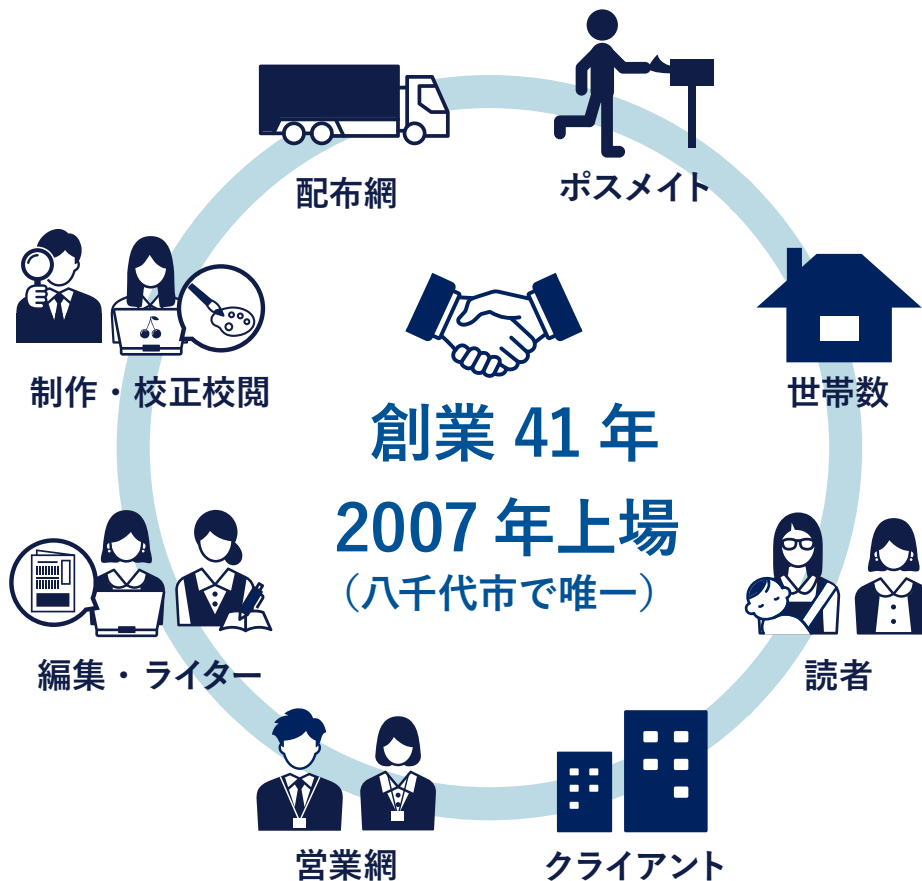 配布網
ポスメイト
制作・校正校閲
世帯数
創業 41 年
2007 年上場
（八千代市で唯一）
編集・ライター
読者
営業網
クライアント